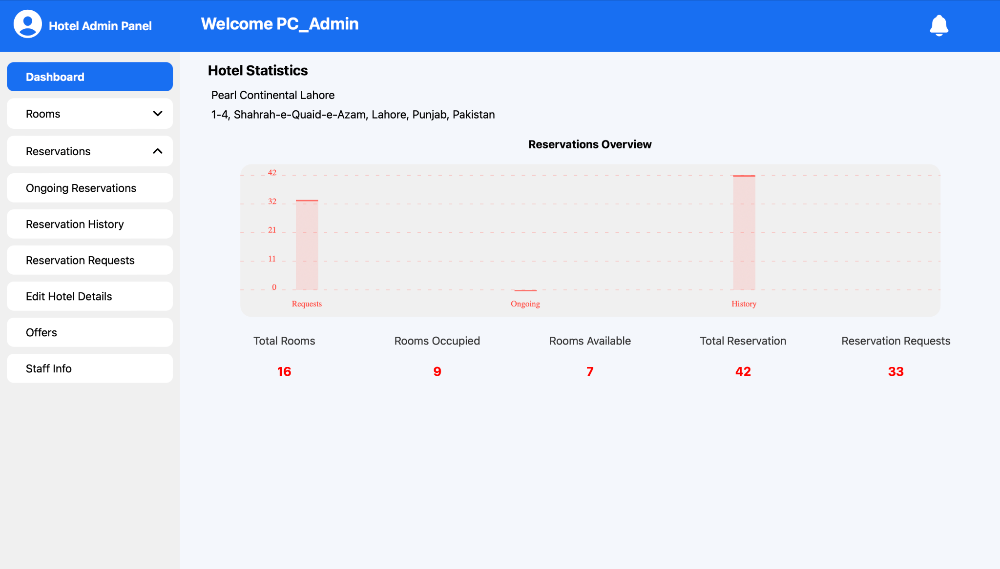 Hotel Admin Panel
Welcome PC_Admin
Dashboard
Rooms
Reservations
Ongoing Reservations
Reservation History
Reservation Requests
Edit Hotel Details
Offers
Staff Info
Hotel Statistics
Pearl Continental Lahore
1-4, Shahrah-e-Quaid-e-Azam, Lahore, Punjab, Pakistan
Reservations Overview
42
32
21
11
0
Requests Ongoing History
Total Rooms Rooms Occupied Rooms Available Total Reservation Reservation Requests
16 9 7 42 33